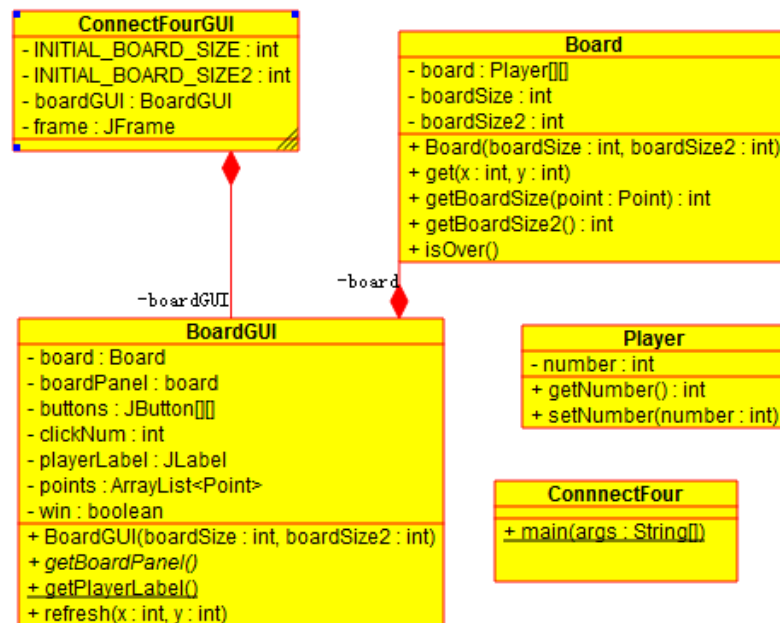 ConnectFourGUI
- INITIAL_BOARD_SIZE : int
- INITIAL_BOARD_SIZE2 : int
- boardGUI : BoardGUI
- frame : JFrame
Board
- board : Player[][]
- boardSize : int
- boardSize2 : int
+ Board(boardSize : int, boardSize2 : int)
+ get(x : int, y : int)
+ getBoardSize(point : Point) : int
+ getBoardSize2() : int
+ isOver()
-boardGUI
-board
BoardGUI
- board : Board
- boardPanel : board
- buttons : JButton[][]
- clickNum : int
- playerLabel : JLabel
- points : ArrayList<Point>
- win : boolean
+ BoardGUI(boardSize : int, boardSize2 : int)
+ getBoardPanel()
+ getPlayerLabel()
+ refresh(x : int, y : int)
Player
- number : int
+ getNumber() : int
+ setNumber(number : int)
ConnnectFour
+ main(args : String[])